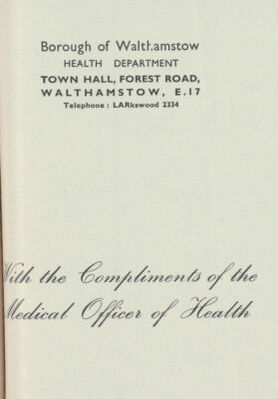 Borough of Walthamstow
HEALTH DEPARTMENT
TOWN HALL, FOREST ROAD,
WALTHAMSTOW, E.17
Telephone : LARkswood 2334
With the Compliments of the
Medical Officer of Health